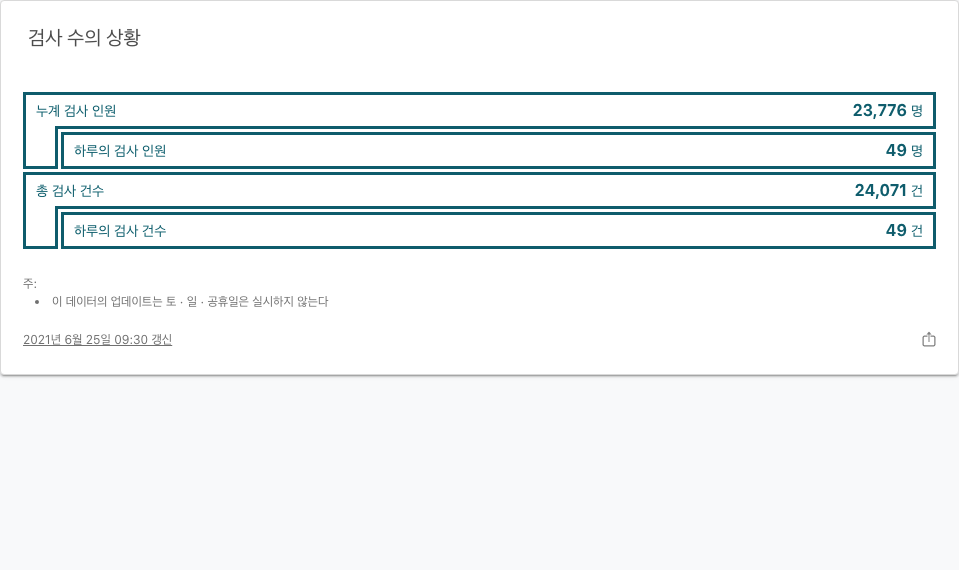 검사 수의 상황
누계 검사 인원 23,776 명
하루의 검사 인원 49 명
총 검사 건수 24,071 건
하루의 검사 건수 49 건
주:
• 이 데이터의 업데이트는 토 · 일 · 공휴일은 실시하지 않는다
2021년 6월 25일 09:30 갱신